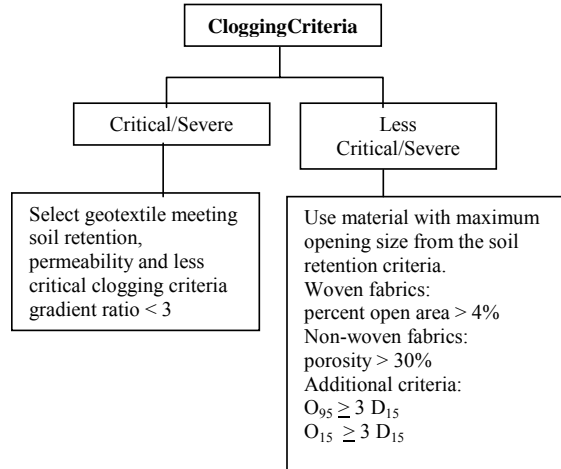 CloggingCriteria
Critical/Severe
Less
Critical/Severe
Select geotextile meeting
soil retention,
permeability and less
critical clogging criteria
gradient ratio < 3
Use material with maximum
opening size from the soil
retention criteria.
Woven fabrics:
percent open area > 4%
Non-woven fabrics:
porosity > 30%
Additional criteria:
O₉₅ ≥ 3 D₁₅
O₁₅ ≥ 3 D₁₅